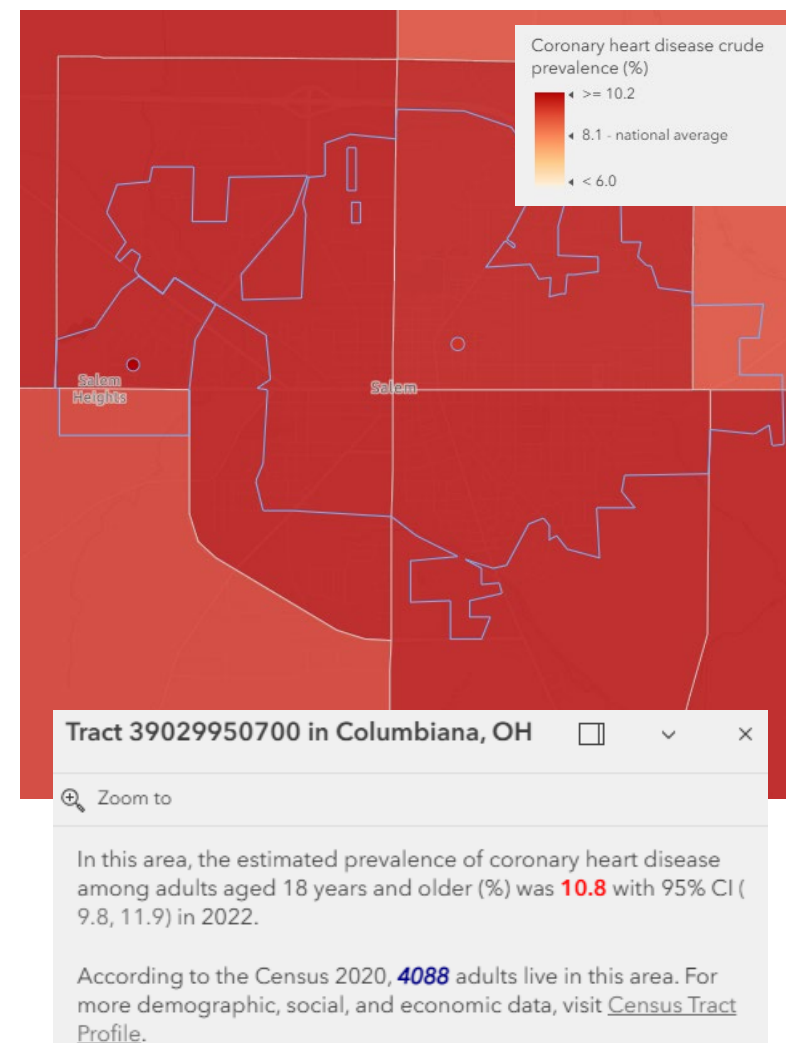 Coronary heart disease crude
prevalence (%)
>= 10.2
8.1 - national average
< 6.0
Salem
Heights
Salem
Tract 39029950700 in Columbiana, OH
Zoom to
In this area, the estimated prevalence of coronary heart disease
among adults aged 18 years and older (%) was 10.8 with 95% CI (
9.8, 11.9) in 2022.
According to the Census 2020, 4088 adults live in this area. For
more demographic, social, and economic data, visit Census Tract
Profile.